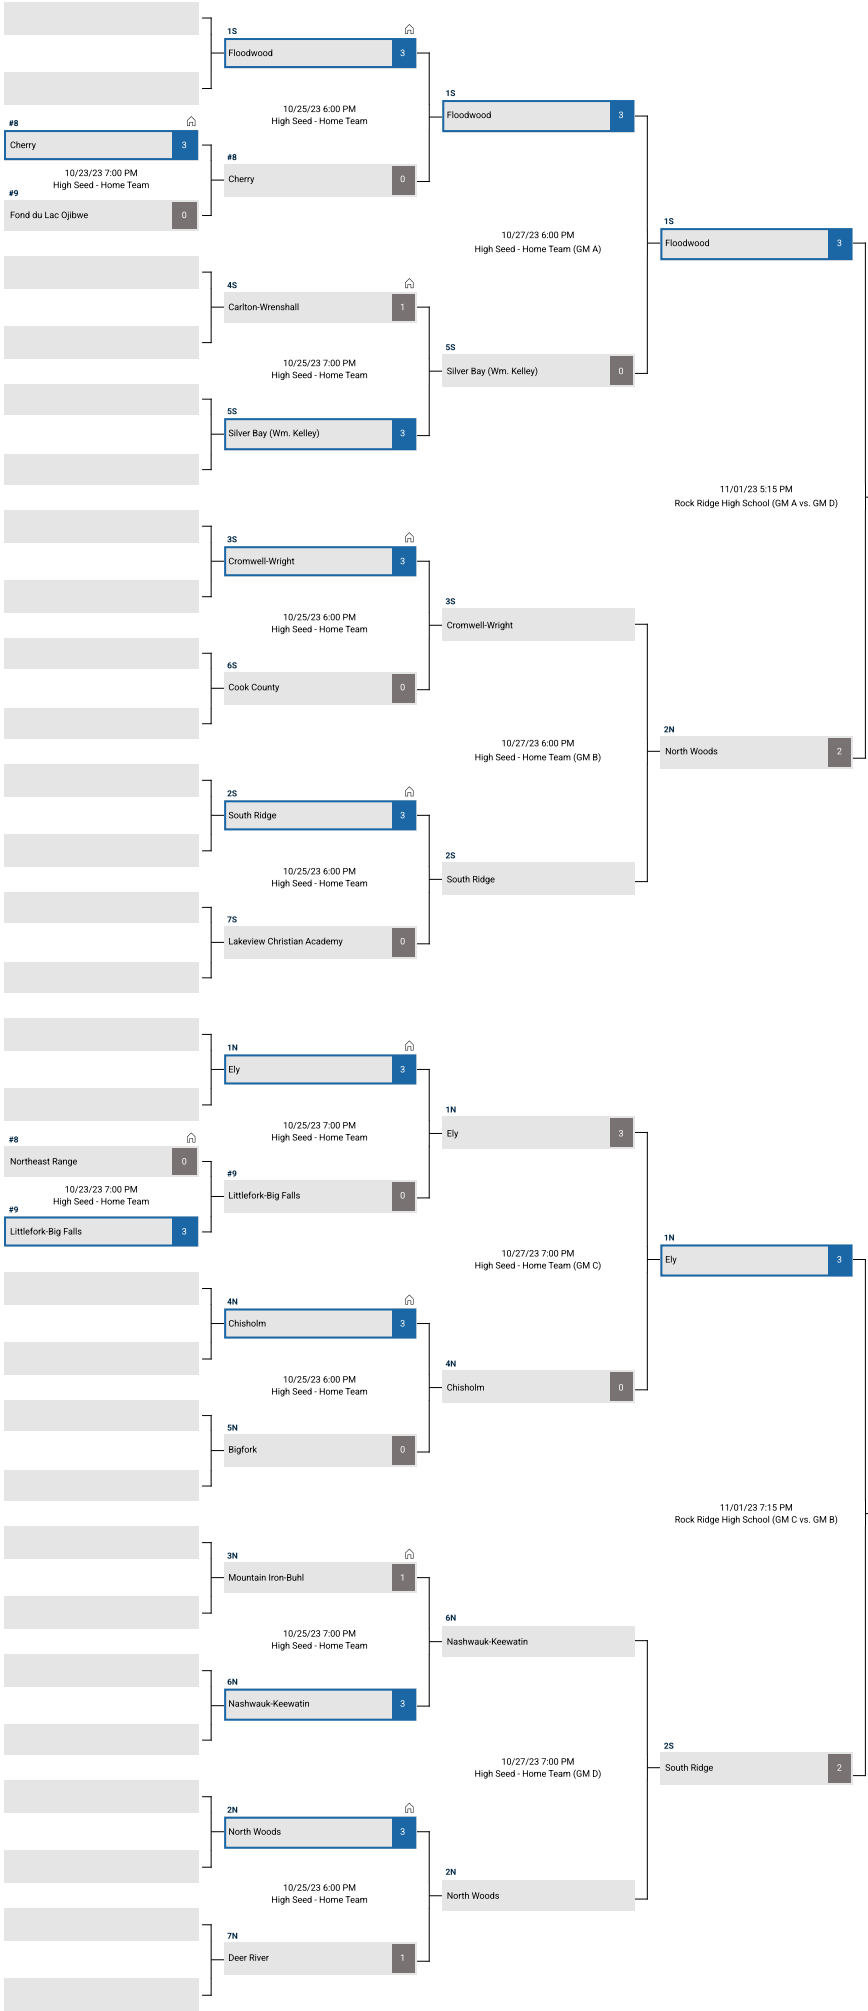 1S
Floodwood
3
10/25/23 6:00 PM
High Seed - Home Team
#8
Cherry
3
10/23/23 7:00 PM
High Seed - Home Team
#9
Fond du Lac Ojibwe
0
#8
Cherry
0
1S
Floodwood
3
10/27/23 6:00 PM
High Seed - Home Team (GM A)
1S
Floodwood
3
4S
Carlton-Wrenshall
1
10/25/23 7:00 PM
High Seed - Home Team
5S
Silver Bay (Wm. Kelley)
3
5S
Silver Bay (Wm. Kelley)
0
11/01/23 5:15 PM
Rock Ridge High School (GM A vs. GM D)
3S
Cromwell-Wright
3
10/25/23 6:00 PM
High Seed - Home Team
6S
Cook County
0
3S
Cromwell-Wright
10/27/23 6:00 PM
High Seed - Home Team (GM B)
2N
North Woods
2
2S
South Ridge
3
10/25/23 6:00 PM
High Seed - Home Team
7S
Lakeview Christian Academy
0
2S
South Ridge
1N
Ely
3
10/25/23 7:00 PM
High Seed - Home Team
#8
Northeast Range
0
10/23/23 7:00 PM
High Seed - Home Team
#9
Littlefork-Big Falls
3
#9
Littlefork-Big Falls
0
1N
Ely
3
10/27/23 7:00 PM
High Seed - Home Team (GM C)
1N
Ely
3
4N
Chisholm
3
10/25/23 6:00 PM
High Seed - Home Team
5N
Bigfork
0
4N
Chisholm
0
11/01/23 7:15 PM
Rock Ridge High School (GM C vs. GM B)
3N
Mountain Iron-Buhl
1
10/25/23 7:00 PM
High Seed - Home Team
6N
Nashwauk-Keewatin
3
6N
Nashwauk-Keewatin
10/27/23 7:00 PM
High Seed - Home Team (GM D)
2S
South Ridge
2
2N
North Woods
3
10/25/23 6:00 PM
High Seed - Home Team
7N
Deer River
1
2N
North Woods